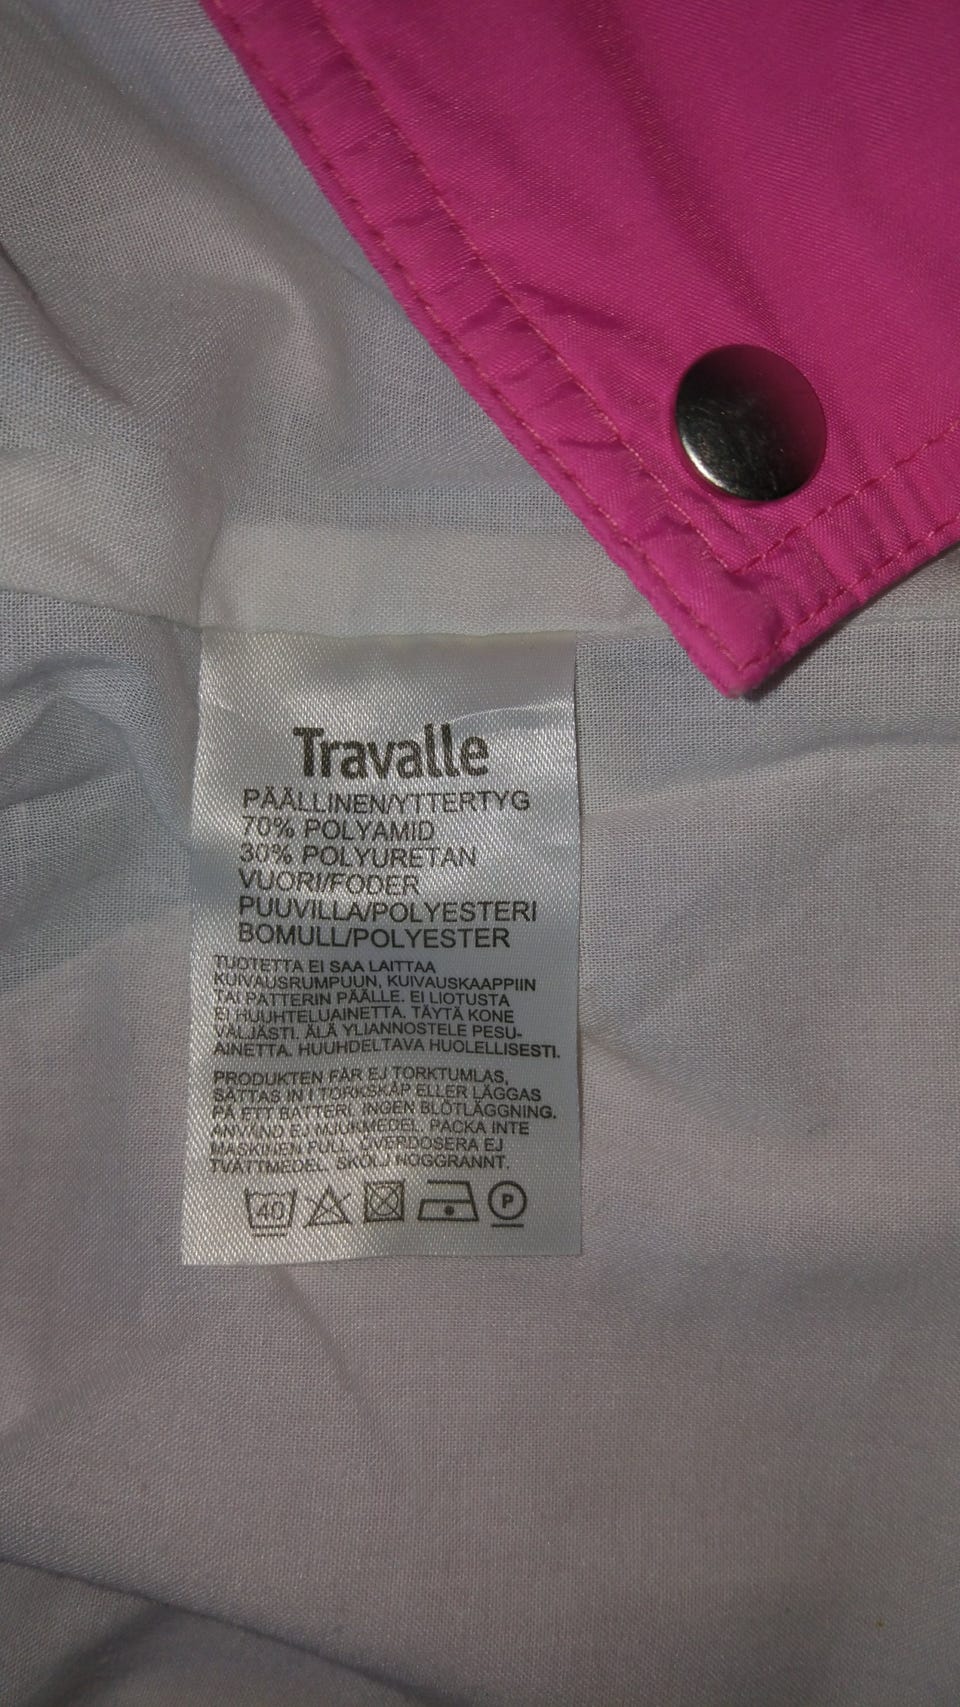 Travalle
PÄÄLLINEN/YTTERTYG
70% POLYAMID
30% POLYURETAN
VUORI/FODER
PUUVILLA/POLYESTERI
BOMULL/POLYESTER
TUOTETTA EI SAA LAITTAA
KUIVAUSRUMPUUN, KUIVAUSKAAPPIIN
TAI PATTERIN PÄÄLLE. EI LIOTUSTA
EI HUUHTELUAINETTA. TÄYTÄ KONE
VÄLJÄSTI. ÄLÄ YLIANNOSTELE PESU-
AINETTA. HUUHDELTAVA HUOLELLISESTI.
PRODUKTEN FÅR EJ TORKTUMLAS,
SÄTTAS IN I TORKSKÅP ELLER LÄGGAS
PÅ ETT BATTERI. INGEN BLÖTLÄGGNING.
ANVÄND EJ MJUKMEDEL. PACKA INTE
MASKINEN FULL. ÖVERDOSERA EJ
TVÄTTMEDEL. SKÖLJ NOGGRANNT.
40 P